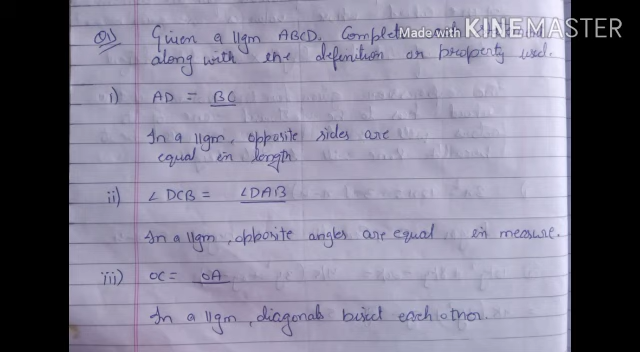 Q1) Given a ||gm ABCD. Complete Made with KINEMASTER
along with the definition or property used.
i) AD = BC
In a ||gm, opposite sides are
equal in length
ii) ∠DCB = ∠DAB
In a ||gm, opposite angles are equal in measure.
iii) OC = OA
In a ||gm, diagonals bisect each other.